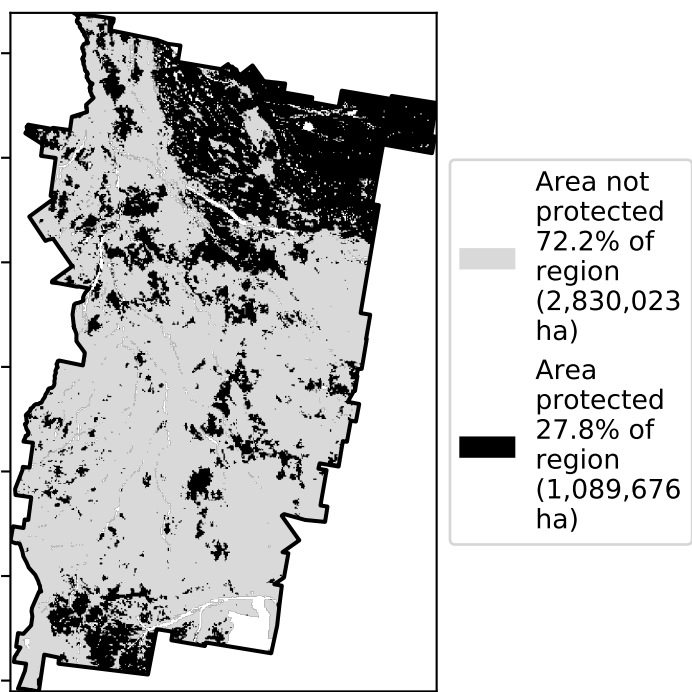 Area not
protected
72.2% of
region
(2,830,023
ha)
Area
protected
27.8% of
region
(1,089,676
ha)